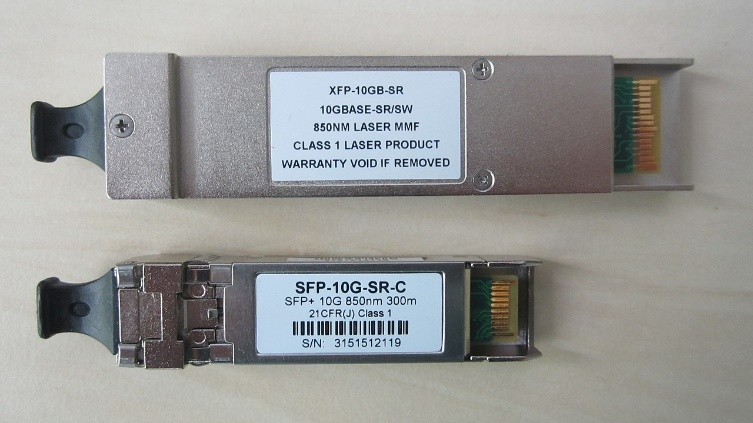 XFP-10GB-SR
10GBASE-SR/SW
850NM LASER MMF
CLASS 1 LASER PRODUCT
WARRANTY VOID IF REMOVED
SFP-10G-SR-C
SFP+ 10G 850nm 300m
21CFR(J) Class 1
S/N: 3151512119